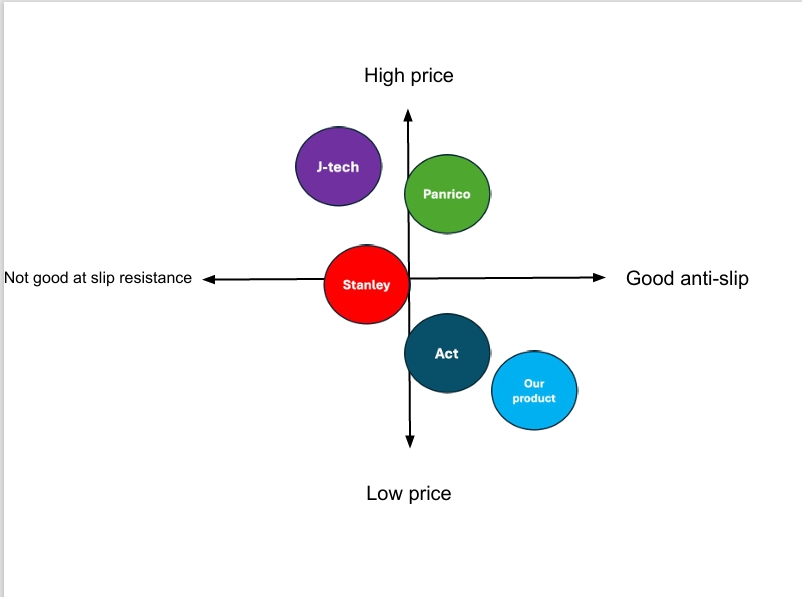 High price
J-tech
Panrico
Not good at slip resistance
Stanley
Good anti-slip
Act
Our
product
Low price